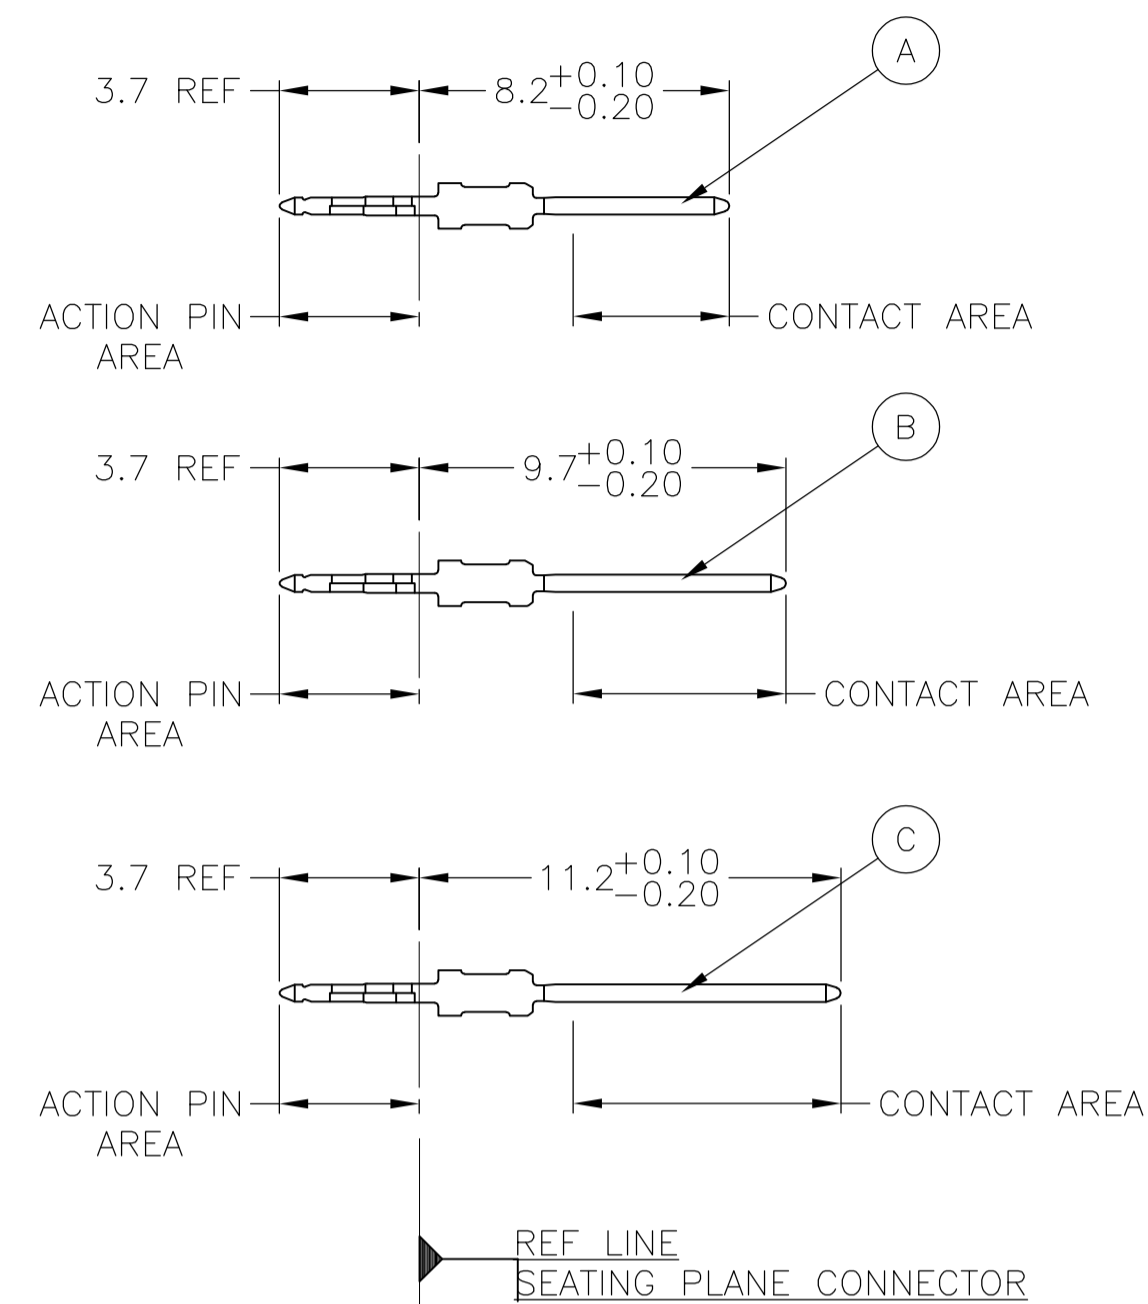 A
3.7 REF
8.2 +0.10 -0.20
ACTION PIN AREA
CONTACT AREA
B
3.7 REF
9.7 +0.10 -0.20
ACTION PIN AREA
CONTACT AREA
C
3.7 REF
11.2 +0.10 -0.20
ACTION PIN AREA
CONTACT AREA
REF LINE
SEATING PLANE CONNECTOR